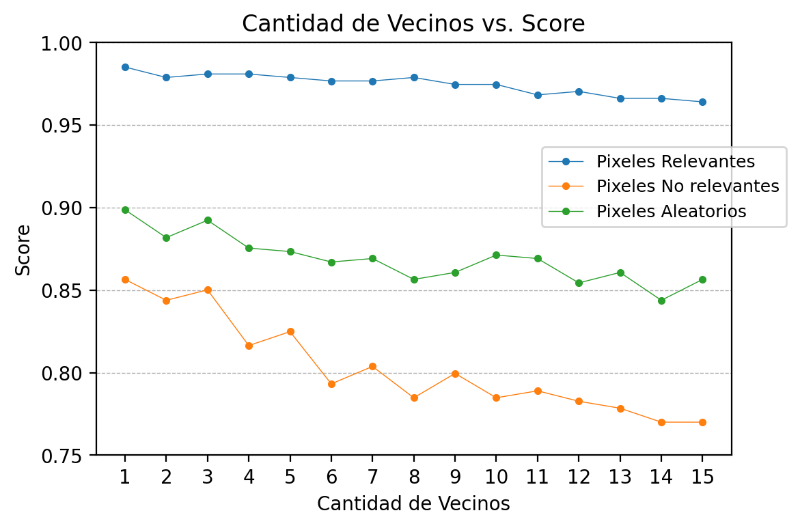 Cantidad de Vecinos vs. Score
1.00
0.95
0.90
0.85
0.80
0.75
Score
Pixeles Relevantes
Pixeles No relevantes
Pixeles Aleatorios
1 2 3 4 5 6 7 8 9 10 11 12 13 14 15
Cantidad de Vecinos